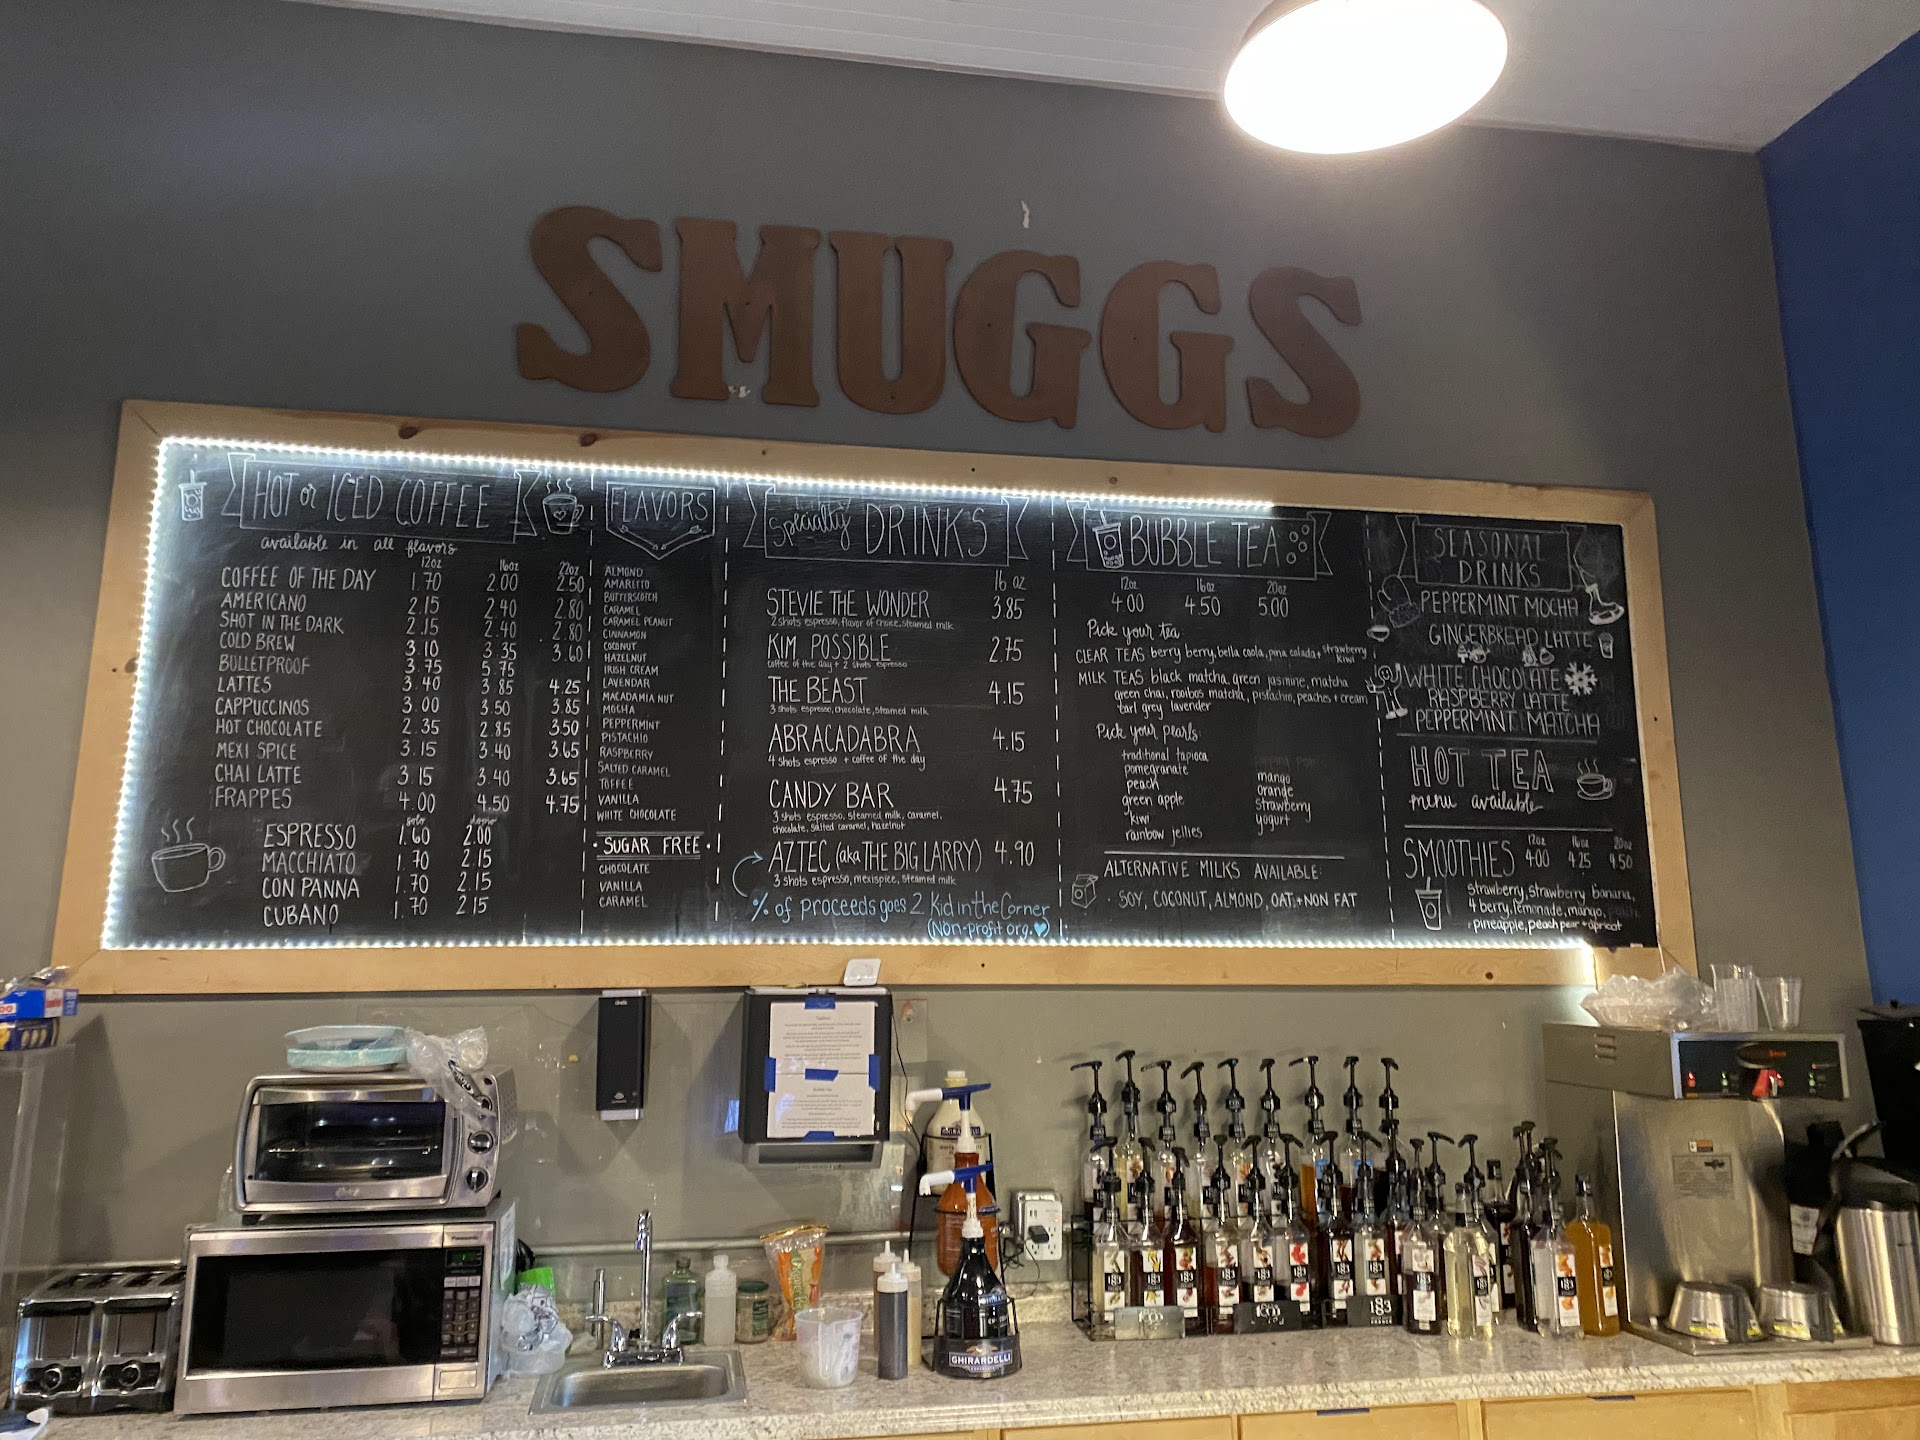 SMUGGS
HOT or ICED COFFEE
available in all flavors
12oz 16oz 22oz
COFFEE OF THE DAY 1.70 2.00 2.50
AMERICANO 2.15 2.40 2.80
SHOT IN THE DARK 2.15 2.40 2.80
COLD BREW 3.10 3.35 3.60
BULLETPROOF 3.75 5.75
LATTES 3.40 3.85 4.25
CAPPUCCINOS 3.00 3.50 3.85
HOT CHOCOLATE 2.35 2.85 3.50
MEXI SPICE 3.15 3.40 3.65
CHAI LATTE 3.15 3.40 3.65
FRAPPES 4.00 4.50 4.75
solo dopio
ESPRESSO 1.60 2.00
MACCHIATO 1.70 2.15
CON PANNA 1.70 2.15
CUBANO 1.70 2.15
FLAVORS
ALMOND
AMARETTO
BUTTERSCOTCH
CARAMEL
CARAMEL PEANUT
CINNAMON
COCONUT
HAZELNUT
IRISH CREAM
LAVENDAR
MACADAMIA NUT
MOCHA
PEPPERMINT
PISTACHIO
RASPBERRY
SALTED CARAMEL
TOFFEE
VANILLA
WHITE CHOCOLATE
· SUGAR FREE ·
CHOCOLATE
VANILLA
CARAMEL
Specialty DRINKS
16 oz
STEVIE THE WONDER 3.85
2 shots espresso, flavor of choice, steamed milk
KIM POSSIBLE 2.75
coffee of the day + 2 shots espresso
THE BEAST 4.15
3 shots espresso, chocolate, steamed milk
ABRACADABRA 4.15
4 shots espresso + coffee of the day
CANDY BAR 4.75
3 shots espresso, steamed milk, caramel,
chocolate, salted caramel, hazelnut
AZTEC (aka THE BIG LARRY) 4.90
3 shots espresso, mexispice, steamed milk
% of proceeds goes 2 Kid in the Corner
(Non-profit org.♥)
BUBBLE TEA
12oz 16oz 20oz
4.00 4.50 5.00
Pick your tea:
CLEAR TEAS berry berry, bella coola, pina colada + strawberry
kiwi
MILK TEAS black matcha, green jasmine, matcha
green chai, rooibos matcha, pistachio, peaches + cream
earl grey lavender
Pick your pearls:
traditional tapioca
pomegranate mango
peach orange
green apple strawberry
kiwi yogurt
rainbow jellies
ALTERNATIVE MILKS AVAILABLE:
· SOY, COCONUT, ALMOND, OAT, + NON FAT
SEASONAL
DRINKS
PEPPERMINT MOCHA
GINGERBREAD LATTE
WHITE CHOCOLATE
RASPBERRY LATTE
PEPPERMINT MATCHA
HOT TEA
menu available
12oz 16oz 20oz
SMOOTHIES 4.00 4.25 4.50
strawberry, strawberry banana,
4 berry, lemonade, mango,
pineapple, peach pear + apricot
Panasonic
GHIRARDELLI
183
183
183
1883